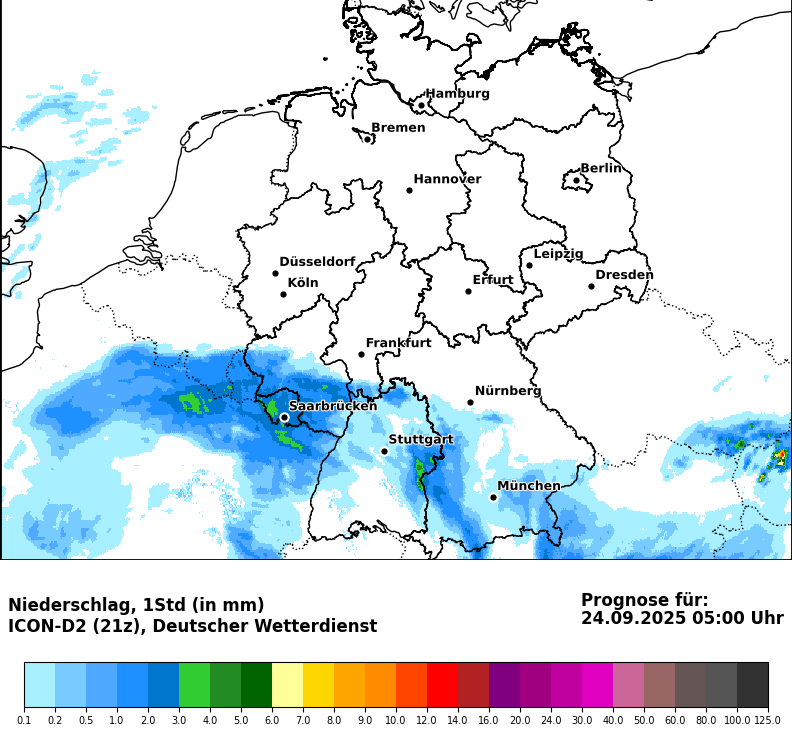 Hamburg
Bremen
Berlin
Hannover
Leipzig
Düsseldorf
Dresden
Köln
Erfurt
Frankfurt
Nürnberg
Saarbrücken
Stuttgart
München
Niederschlag, 1Std (in mm)
ICON-D2 (21z), Deutscher Wetterdienst
Prognose für:
24.09.2025 05:00 Uhr
0.1 0.2 0.5 1.0 2.0 3.0 4.0 5.0 6.0 7.0 8.0 9.0 10.0 12.0 14.0 16.0 20.0 24.0 30.0 40.0 50.0 60.0 80.0 100.0 125.0